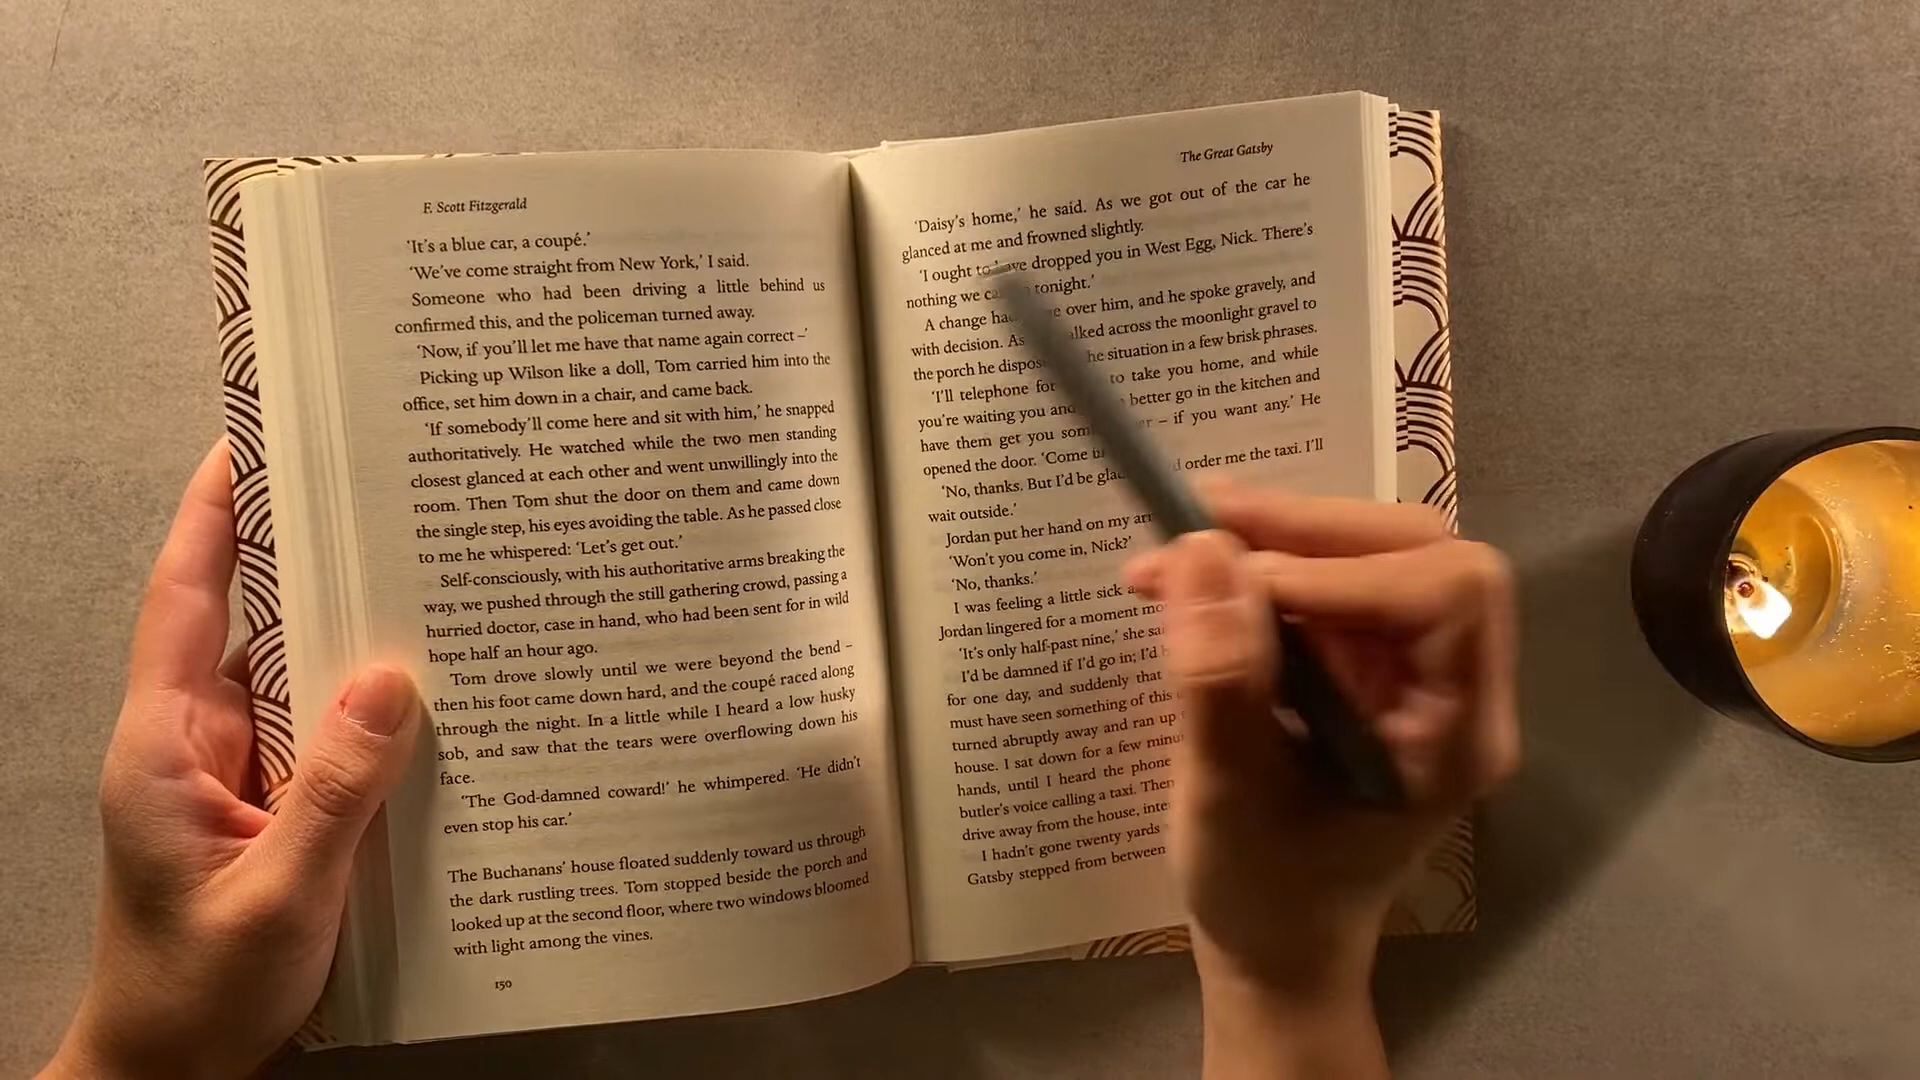 F. Scott Fitzgerald
‘It’s a blue car, a coupé.’
‘We’ve come straight from New York,’ I said.
Someone who had been driving a little behind us
confirmed this, and the policeman turned away.
‘Now, if you’ll let me have that name again correct –’
Picking up Wilson like a doll, Tom carried him into the
office, set him down in a chair, and came back.
‘If somebody’ll come here and sit with him,’ he snapped
authoritatively. He watched while the two men standing
closest glanced at each other and went unwillingly into the
room. Then Tom shut the door on them and came down
the single step, his eyes avoiding the table. As he passed close
to me he whispered: ‘Let’s get out.’
Self-consciously, with his authoritative arms breaking the
way, we pushed through the still gathering crowd, passing a
hurried doctor, case in hand, who had been sent for in wild
hope half an hour ago.
Tom drove slowly until we were beyond the bend –
then his foot came down hard, and the coupé raced along
through the night. In a little while I heard a low husky
sob, and saw that the tears were overflowing down his
face.
‘The God-damned coward!’ he whimpered. ‘He didn’t
even stop his car.’
The Buchanans’ house floated suddenly toward us through
the dark rustling trees. Tom stopped beside the porch and
looked up at the second floor, where two windows bloomed
with light among the vines.
150
The Great Gatsby
‘Daisy’s home,’ he said. As we got out of the car he
glanced at me and frowned slightly.
‘I ought to have dropped you in West Egg, Nick. There’s
nothing we tonight.’
A change had over him, and he spoke gravely, and
with decision. As across the moonlight gravel to
the porch he situation in a few brisk phrases.
‘I’ll telephone for to take you home, and while
you’re waiting you and better go in the kitchen and
have them get you – if you want any.’ He
opened the door. ‘Come
‘No, thanks. But I’d be order me the taxi. I’ll
wait outside.’
Jordan put her hand on my
‘Won’t you come in, Nick?’
‘No, thanks.’
I was feeling a little sick
Jordan lingered for a moment
‘It’s only half-past nine,’ she
I’d be damned if I’d go in; I’d
for one day, and suddenly that
must have seen something of this
turned abruptly away and ran up
house. I sat down for a few
hands, until I heard the phone
butler’s voice calling a taxi.
drive away from the house,
I hadn’t gone twenty yards
Gatsby stepped from between